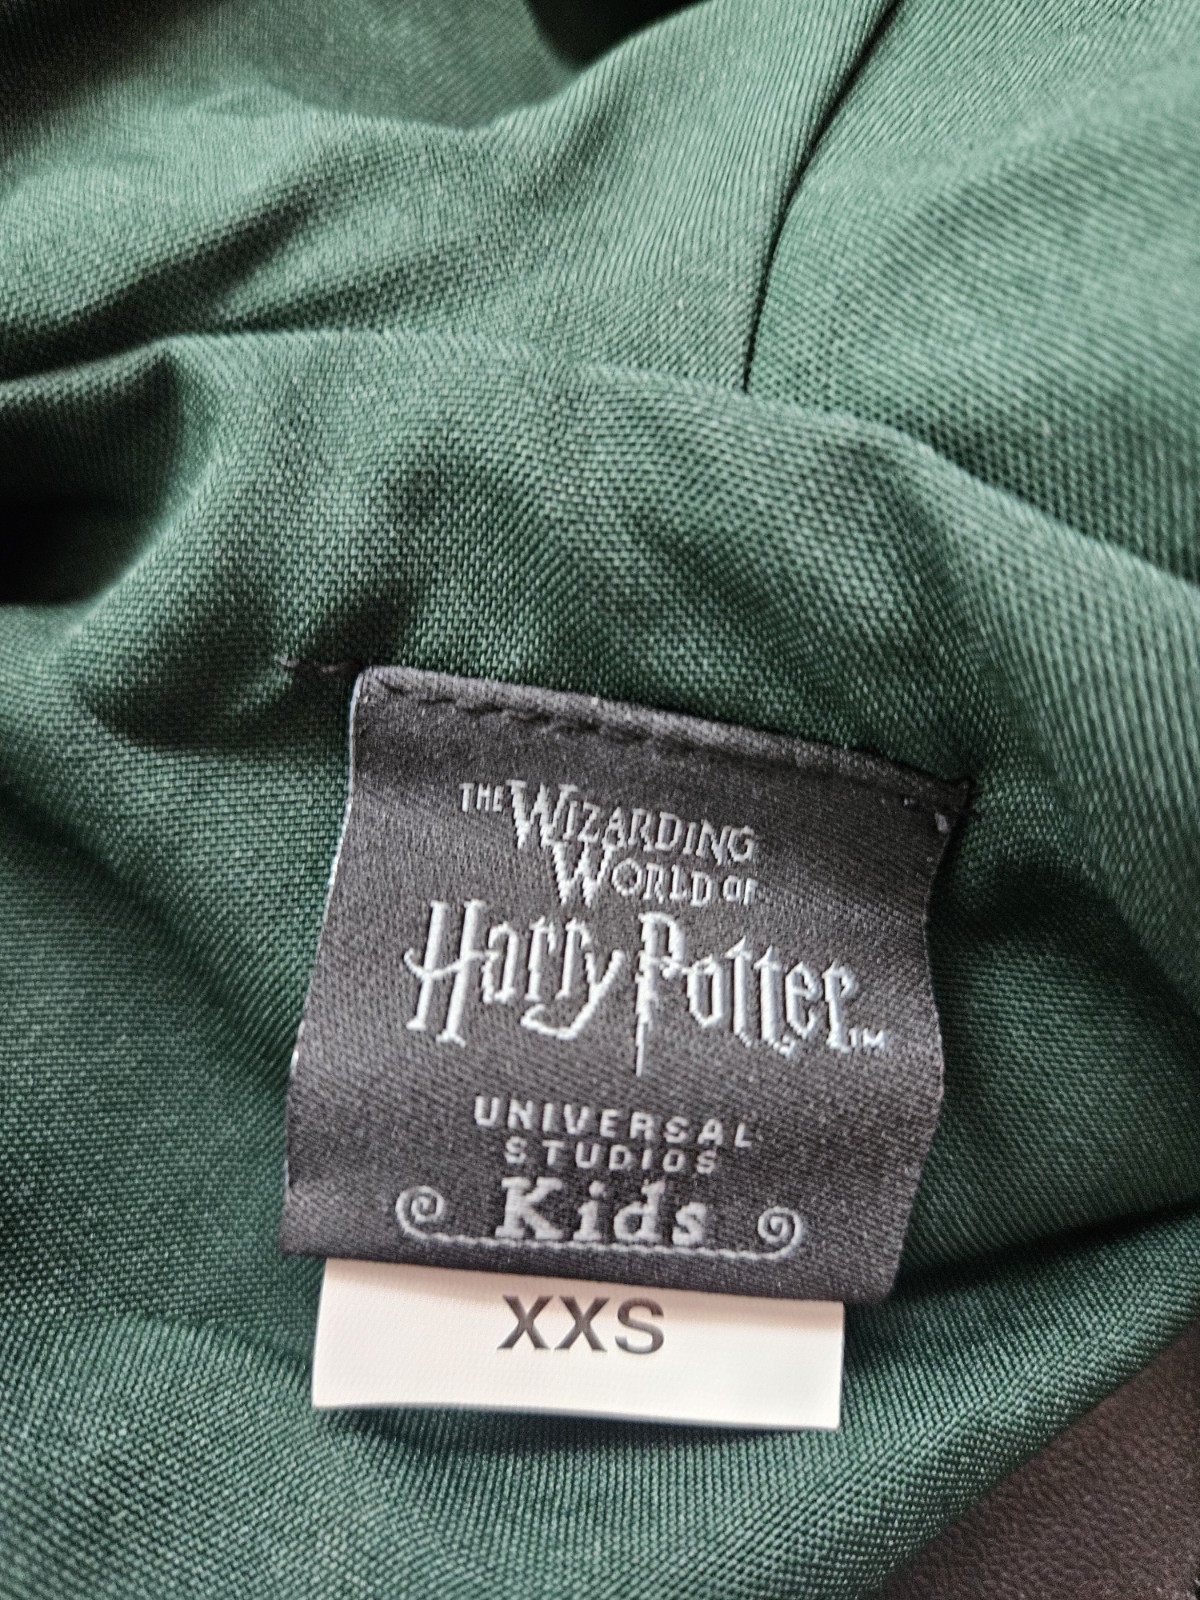 THE WIZARDING
WORLD OF
Harry Potter™
UNIVERSAL
STUDIOS
Kids
XXS